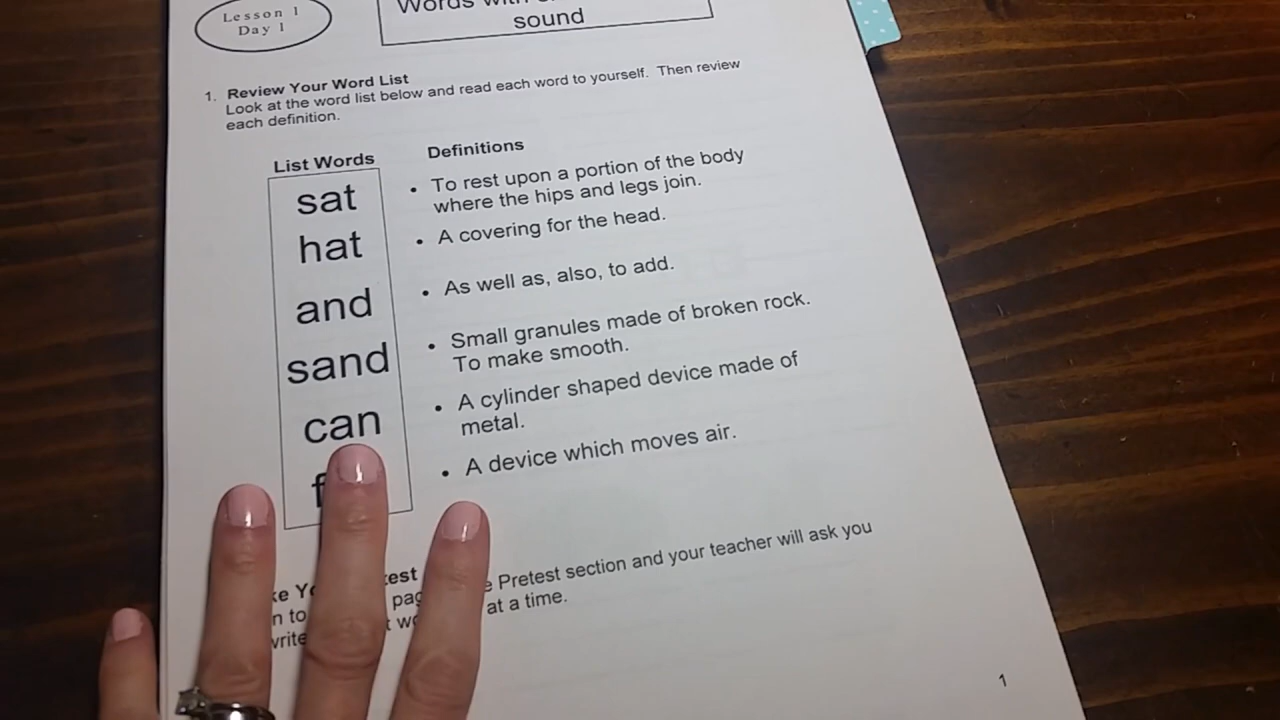 Lesson 1
Day 1
Words with
sound
1. Review Your Word List
Look at the word list below and read each word to yourself. Then review
each definition.
List Words
Definitions
sat
• To rest upon a portion of the body
where the hips and legs join.
hat
• A covering for the head.
and
• As well as, also, to add.
sand
• Small granules made of broken rock.
To make smooth.
can
• A cylinder shaped device made of
metal.
• A device which moves air.
Pretest section and your teacher will ask you
at a time.
1